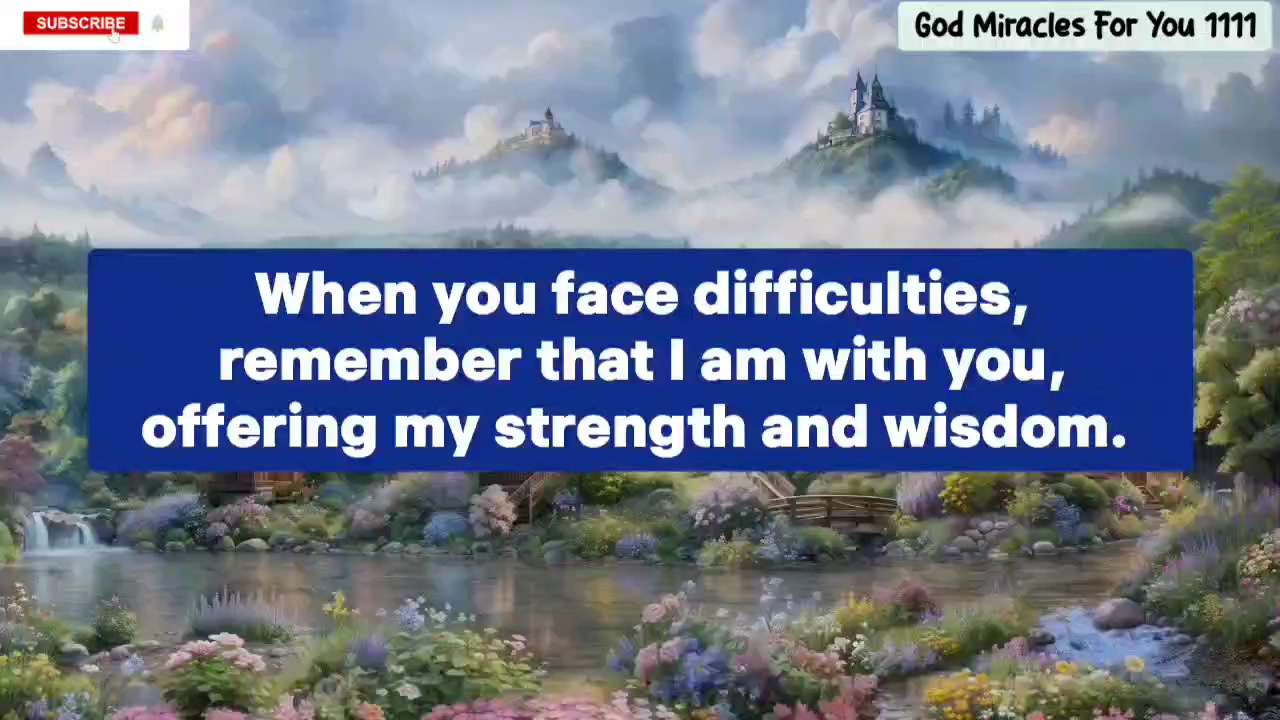 SUBSCRIBE
God Miracles For You 1111
When you face difficulties,
remember that I am with you,
offering my strength and wisdom.